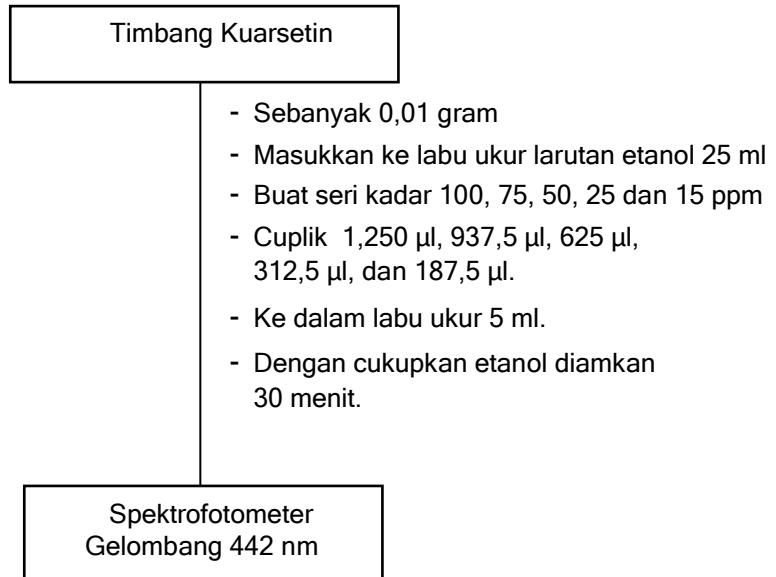 Timbang Kuarsetin
- Sebanyak 0,01 gram
- Masukkan ke labu ukur larutan etanol 25 ml
- Buat seri kadar 100, 75, 50, 25 dan 15 ppm
- Cuplik 1,250 µl, 937,5 µl, 625 µl,
312,5 µl, dan 187,5 µl.
- Ke dalam labu ukur 5 ml.
- Dengan cukupkan etanol diamkan
30 menit.
Spektrofotometer
Gelombang 442 nm